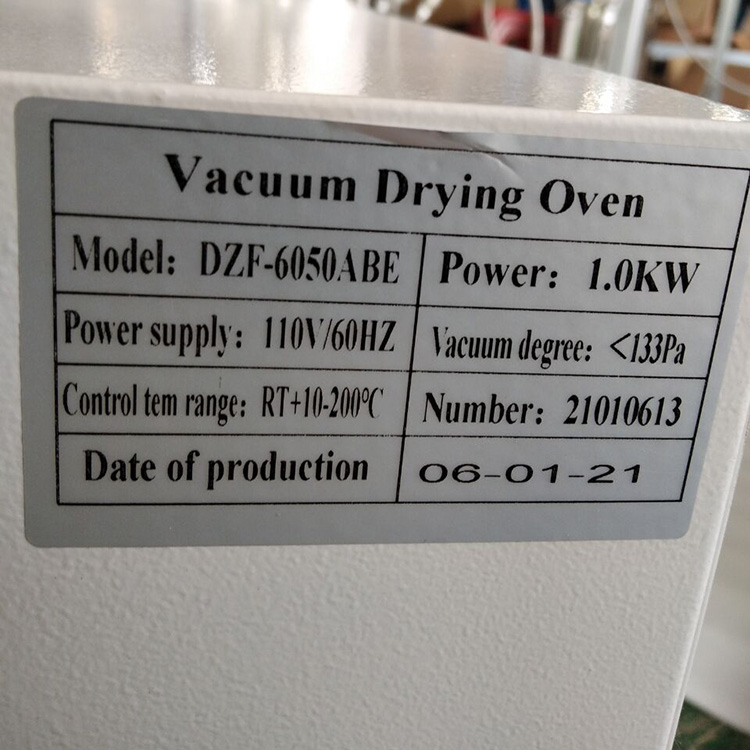 Vacuum Drying Oven
Model: DZF-6050ABE Power: 1.0KW
Power supply: 110V/60HZ Vacuum degree: <133Pa
Control tem range: RT+10-200℃ Number: 21010613
Date of production 06-01-21